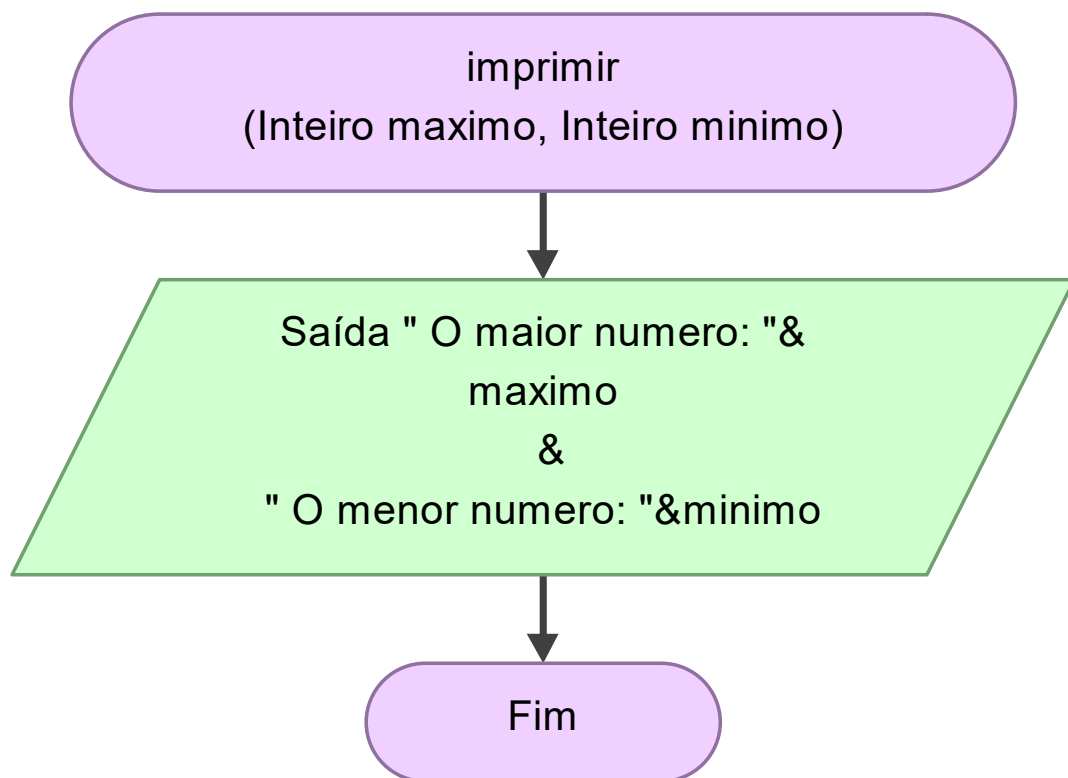 imprimir
(Inteiro maximo, Inteiro minimo)
Saída " O maior numero: "&
maximo
&
" O menor numero: "&minimo
Fim